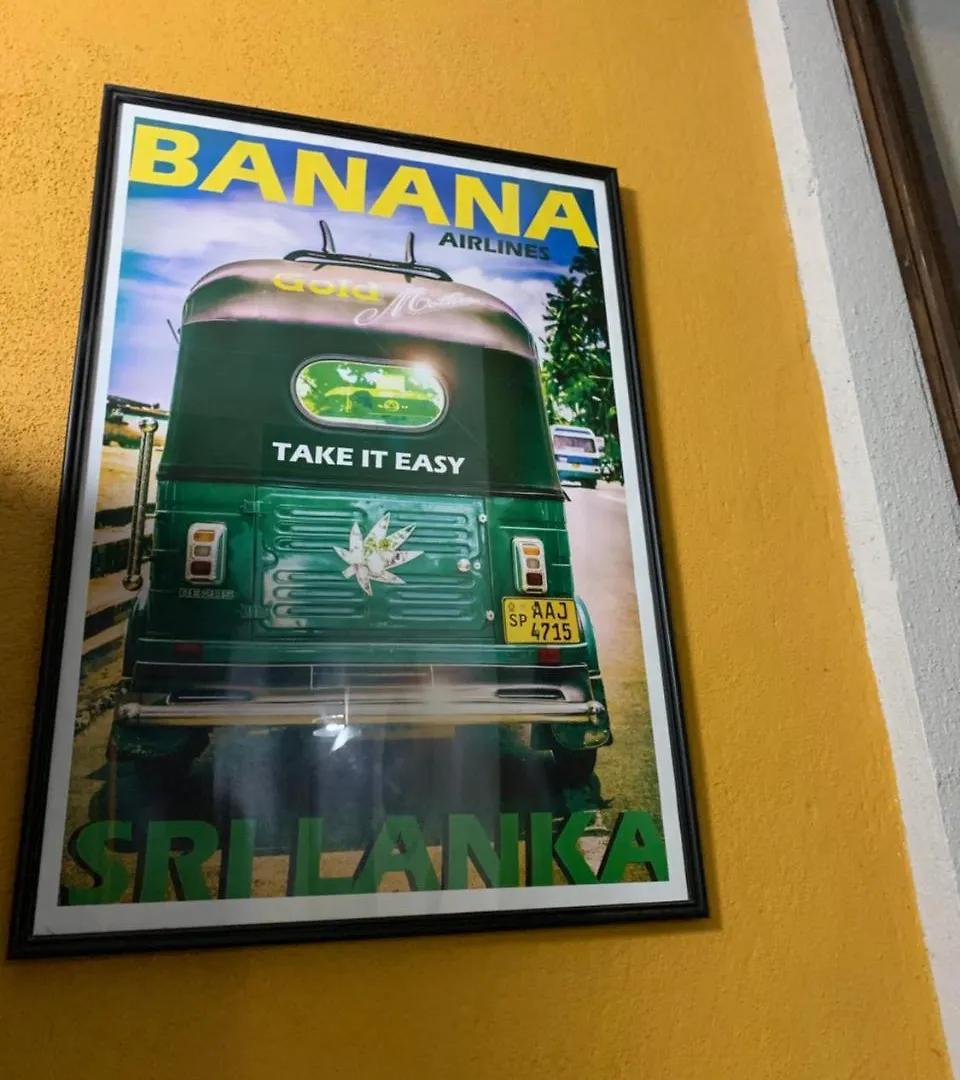 BANANA
AIRLINES
Gold
TAKE IT EASY
SP AAJ
4715
SRI LANKA